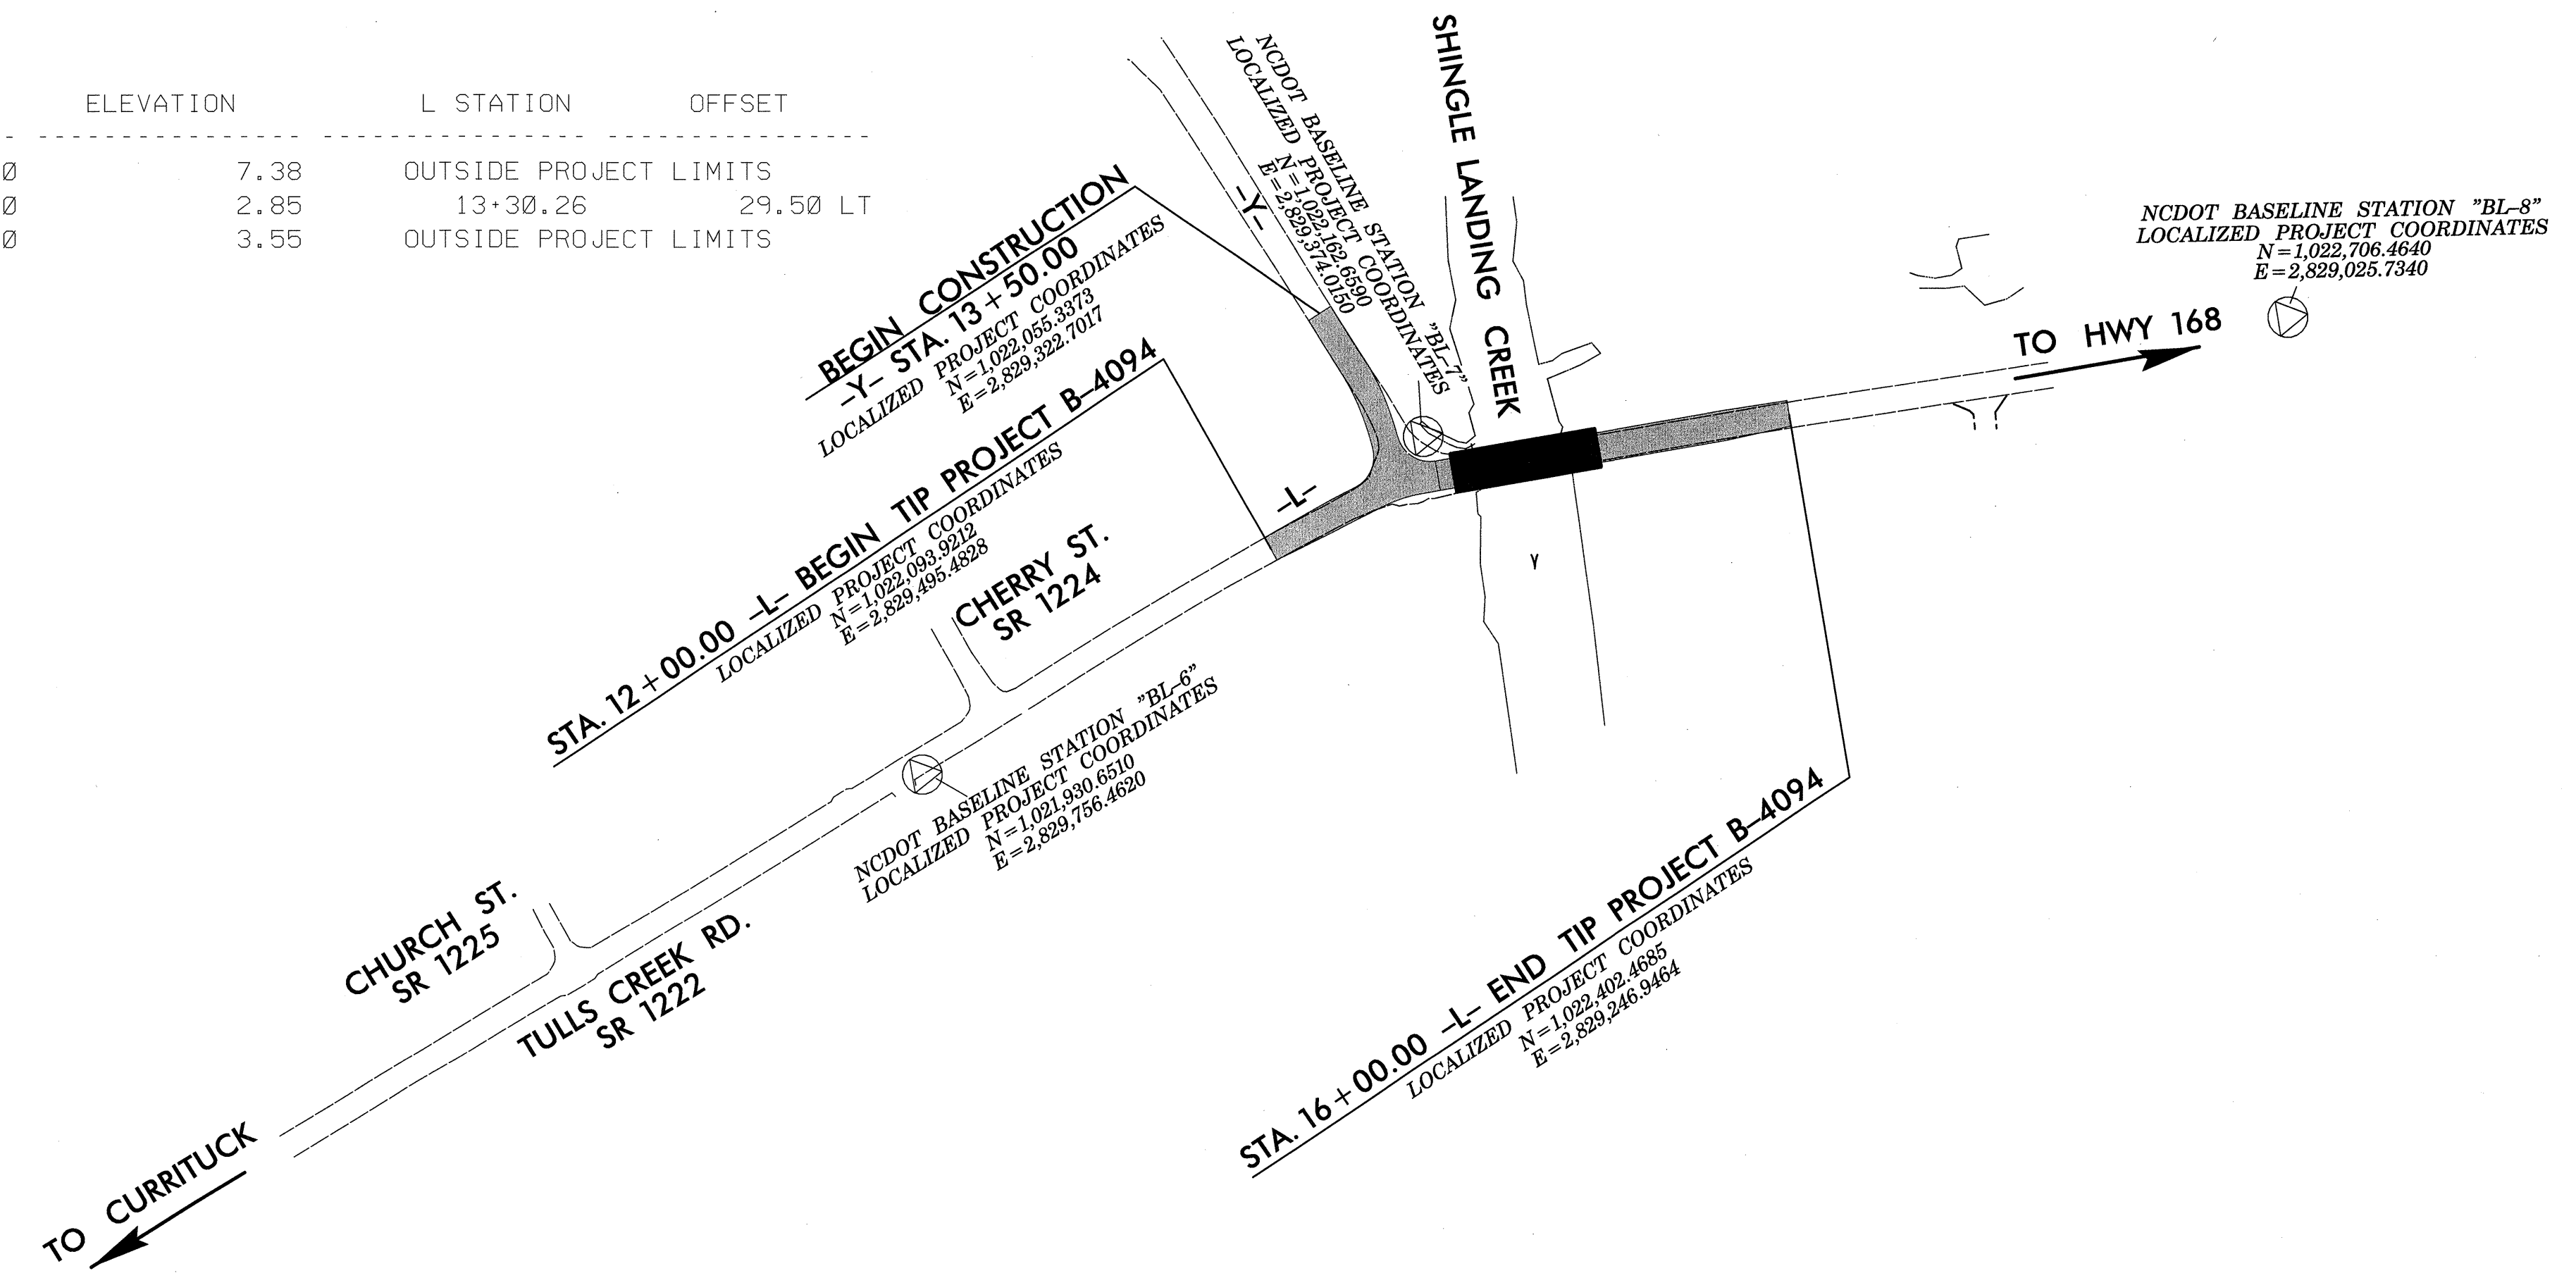 ELEVATION L STATION OFFSET
Ø 7.38 OUTSIDE PROJECT LIMITS
Ø 2.85 13+30.26 29.50 LT
Ø 3.55 OUTSIDE PROJECT LIMITS
BEGIN CONSTRUCTION
-Y- STA. 13+50.00
LOCALIZED PROJECT COORDINATES
N=1,022,055.3373
E=2,829,322.7017
STA. 12+00.00 -L- BEGIN TIP PROJECT B-4094
LOCALIZED PROJECT COORDINATES
N=1,022,093.9212
E=2,829,495.4828
NCDOT BASELINE STATION "BL-7"
LOCALIZED PROJECT COORDINATES
N=1,022,162.6590
E=2,829,374.0150
-Y-
SHINGLE LANDING CREEK
NCDOT BASELINE STATION "BL-8"
LOCALIZED PROJECT COORDINATES
N=1,022,706.4640
E=2,829,025.7340
TO HWY 168
-L-
Y
CHERRY ST.
SR 1224
NCDOT BASELINE STATION "BL-6"
LOCALIZED PROJECT COORDINATES
N=1,021,930.6510
E=2,829,756.4620
CHURCH ST.
SR 1225
TULLS CREEK RD.
SR 1222
STA. 16+00.00 -L- END TIP PROJECT B-4094
LOCALIZED PROJECT COORDINATES
N=1,022,402.4685
E=2,829,246.9464
TO CURRITUCK